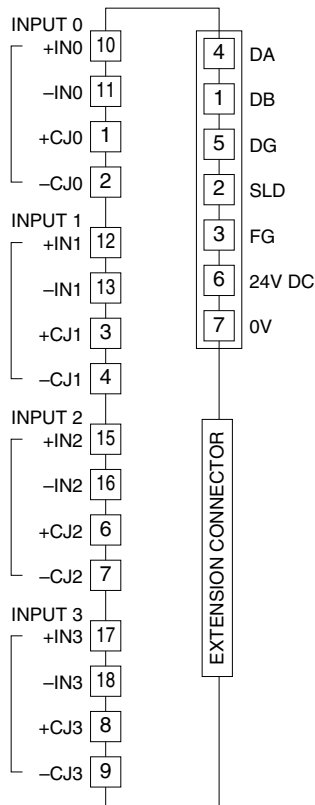 INPUT 0
+IN0 10
–IN0 11
+CJ0 1
–CJ0 2
INPUT 1
+IN1 12
–IN1 13
+CJ1 3
–CJ1 4
INPUT 2
+IN2 15
–IN2 16
+CJ2 6
–CJ2 7
INPUT 3
+IN3 17
–IN3 18
+CJ3 8
–CJ3 9
4 DA
1 DB
5 DG
2 SLD
3 FG
6 24V DC
7 0V
EXTENSION CONNECTOR